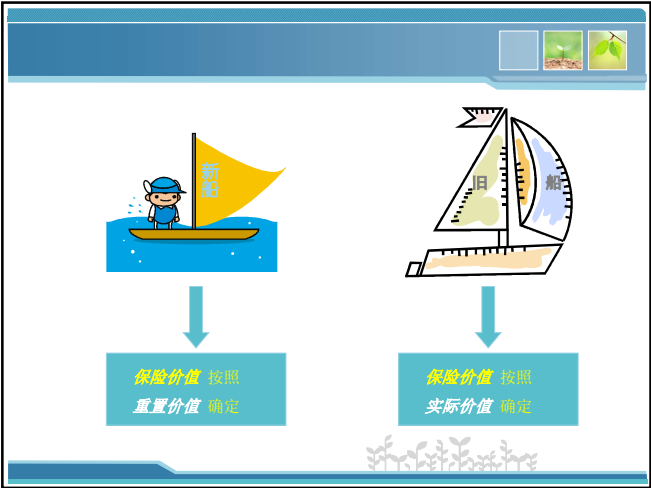 新船
旧 船
保险价值 按照
重置价值 确定
保险价值 按照
实际价值 确定